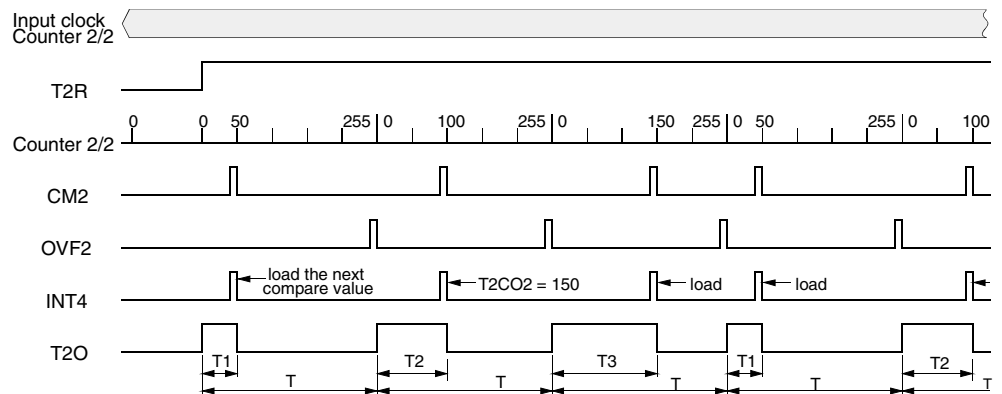 Input clock
Counter 2/2
T2R
0 0 50 255 0 100 255 0 150 255 0 50 255 0 100
Counter 2/2
CM2
OVF2
INT4
load the next
compare value
T2CO2 = 150
load
load
T2O
T1 T2 T3 T1 T2
T T T T T